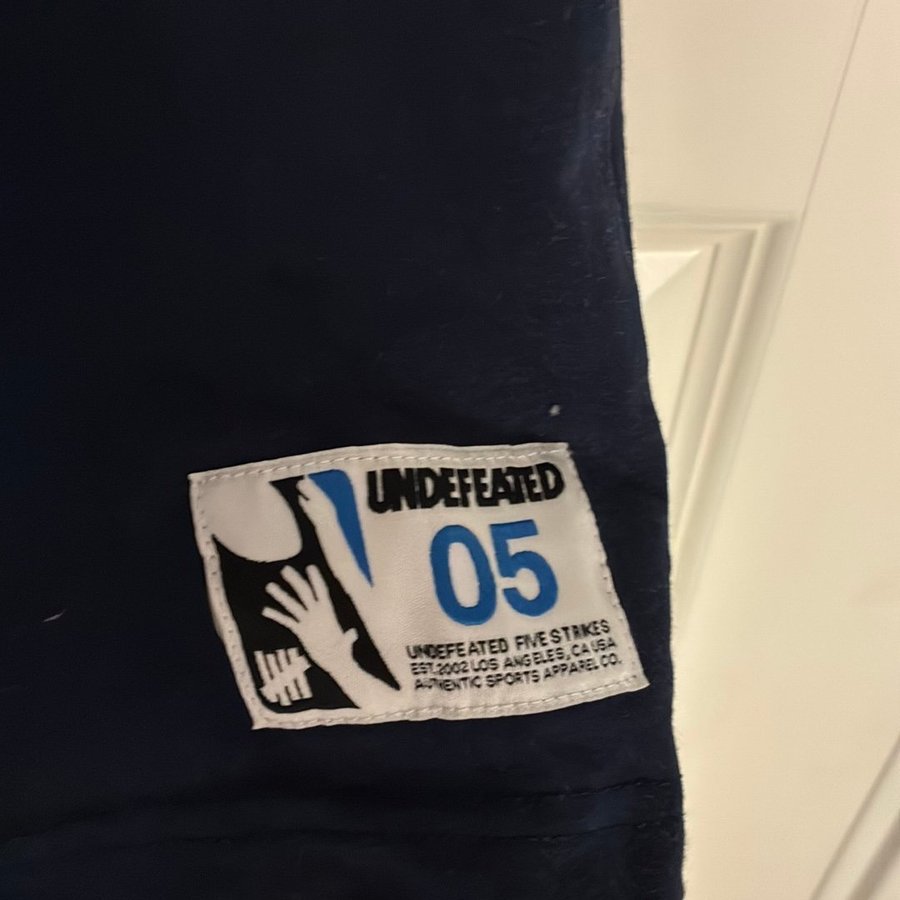 UNDEFEATED
05
UNDEFEATED FIVE STRIKES
EST.2002 LOS ANGELES, CA USA
AUTHENTIC SPORTS APPAREL CO.